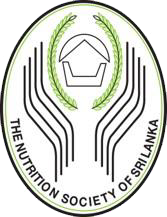 THE NUTRITION SOCIETY OF SRI LANKA